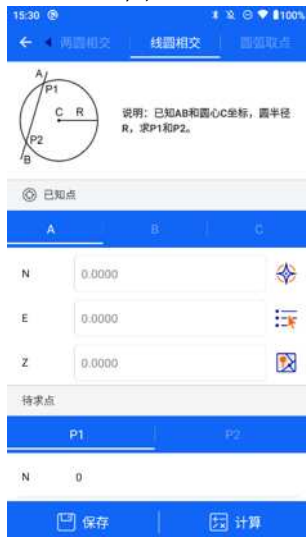 15:30 100%
两圆相交 线圆相交 圆弧取点
A
P1
C R
P2
B
说明：已知AB和圆心C坐标，圆半径
R，求P1和P2。
已知点
A B C
N 0.0000
E 0.0000
Z 0.0000
待求点
P1 P2
N 0
保存 计算